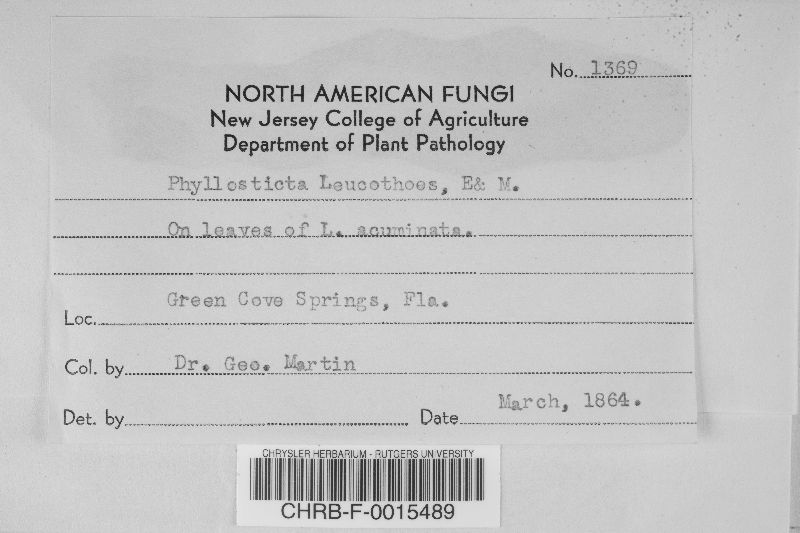 No. 1369
NORTH AMERICAN FUNGI
New Jersey College of Agriculture
Department of Plant Pathology
Phyllosticta Leucothoes, E& M.
On leaves of L. acuminata.
Green Cove Springs, Fla.
Loc.
Col. by Dr. Geo. Martin
Det. by Date March, 1864.
CHRYSLER HERBARIUM - RUTGERS UNIVERSITY
CHRB-F-0015489